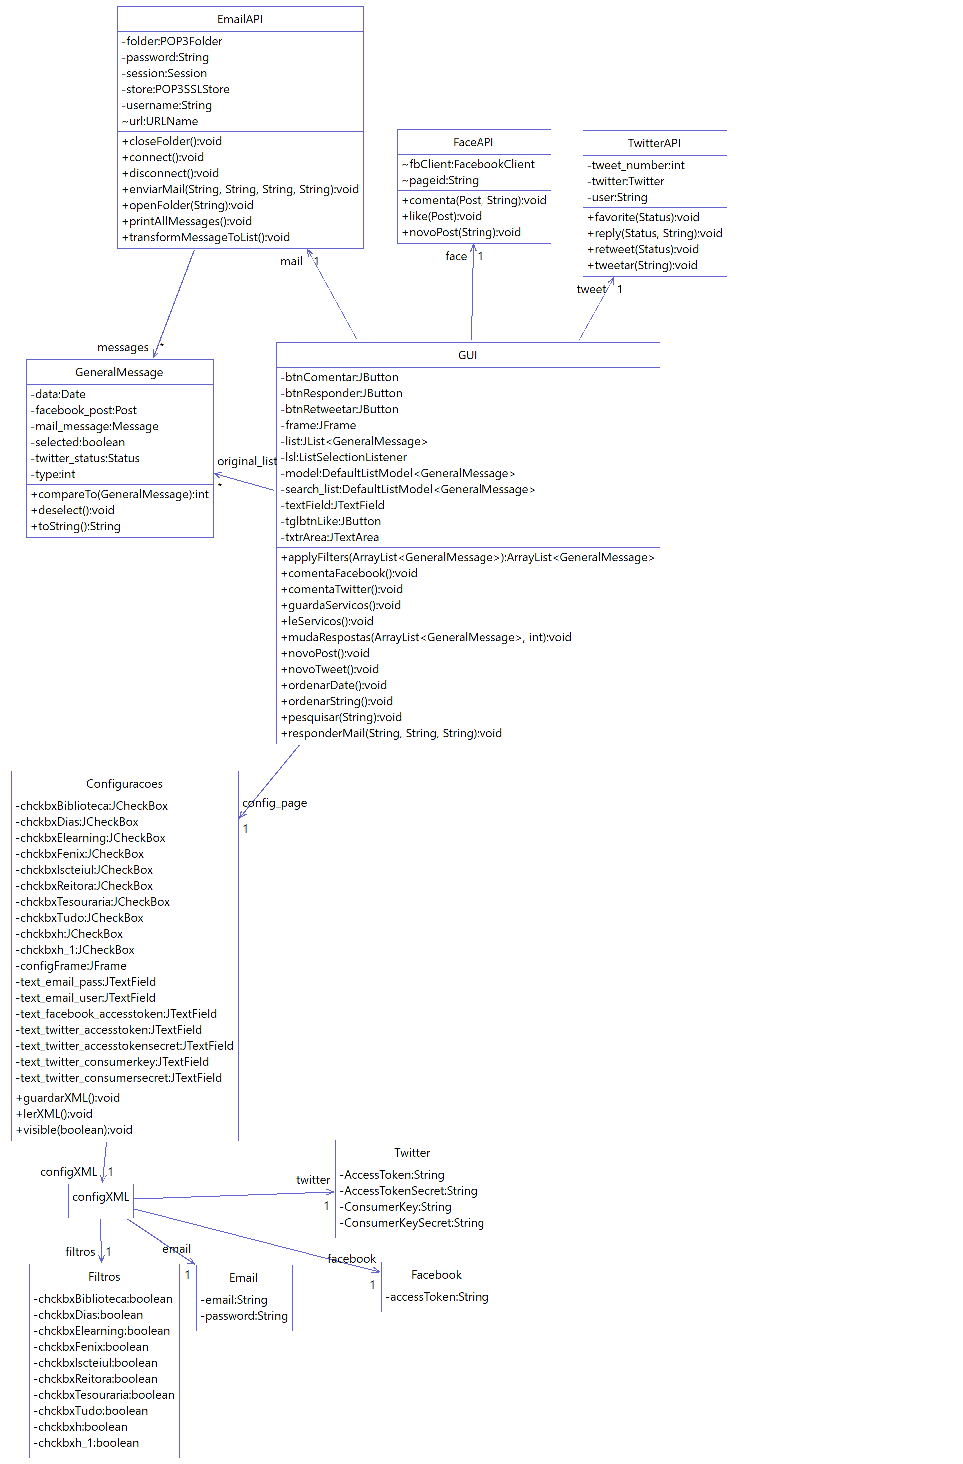 EmailAPI
-folder:POP3Folder
-password:String
-session:Session
-store:POP3SSLStore
-username:String
~url:URLName
+closeFolder():void
+connect():void
+disconnect():void
+enviarMail(String, String, String, String):void
+openFolder(String):void
+printAllMessages():void
+transformMessageToList():void
FaceAPI
~fbClient:FacebookClient
~pageid:String
+comenta(Post String):void
+like(Post):void
+novoPost(String):void
TwitterAPI
-tweet_number:int
-twitter:Twitter
-user:String
+favorite(Status):void
+reply(Status, String):void
+retweet(Status):void
+tweetar(String):void
mail 1
face 1
tweet 1
messages *
GeneralMessage
-data:Date
-facebook_post:Post
-mail_message:Message
-selected:boolean
-twitter_status:Status
-type:int
+compareTo(GeneralMessage):int
+deselect():void
+toString():String
original_list
*
GUI
-btnComentar:JButton
-btnResponder:JButton
-btnRetweetar:JButton
-frame:JFrame
-list:JList<GeneralMessage>
-lsl:ListSelectionListener
-model:DefaultListModel<GeneralMessage>
-search_list:DefaultListModel<GeneralMessage>
-textField:JTextField
-tglbtnLike:JButton
-txtrArea:JTextArea
+applyFilters(ArrayList<GeneralMessage>):ArrayList<GeneralMessage>
+comentaFacebook():void
+comentaTwitter():void
+guardaServicos():void
+leServicos():void
+mudaRespostas(ArrayList<GeneralMessage>, int):void
+novoPost():void
+novoTweet():void
+ordenarDate():void
+ordenarString():void
+pesquisar(String):void
+responderMail(String, String, String):void
config_page
1
Configuracoes
-chckbxBiblioteca:JCheckBox
-chckbxDias:JCheckBox
-chckbxElearning:JCheckBox
-chckbxFenix:JCheckBox
-chckbxIscteiul:JCheckBox
-chckbxReitora:JCheckBox
-chckbxTesouraria:JCheckBox
-chckbxTudo:JCheckBox
-chckbxh:JCheckBox
-chckbxh_1:JCheckBox
-configFrame:JFrame
-text_email_pass:JTextField
-text_email_user:JTextField
-text_facebook_accesstoken:JTextField
-text_twitter_accesstoken:JTextField
-text_twitter_accesstokensecret:JTextField
-text_twitter_consumerkey:JTextField
-text_twitter_consumersecret:JTextField
+guardarXML():void
+lerXML():void
+visible(boolean):void
configXML 1
configXML
twitter
1
Twitter
-AccessToken:String
-AccessTokenSecret:String
-ConsumerKey:String
-ConsumerKeySecret:String
filtros 1
email
1
facebook
1
Filtros
-chckbxBiblioteca:boolean
-chckbxDias:boolean
-chckbxElearning:boolean
-chckbxFenix:boolean
-chckbxIscteiul:boolean
-chckbxReitora:boolean
-chckbxTesouraria:boolean
-chckbxTudo:boolean
-chckbxh:boolean
-chckbxh_1:boolean
Email
-email:String
-password:String
Facebook
-accessToken:String